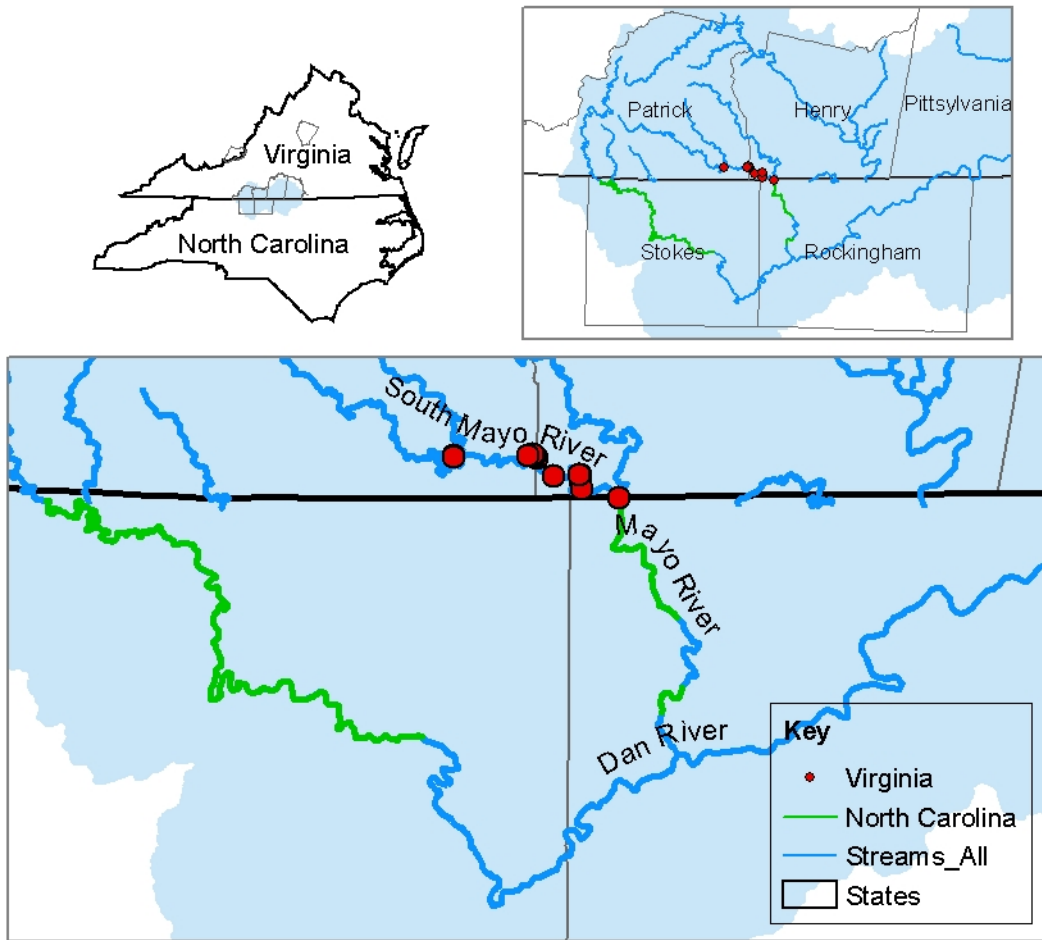 Virginia
North Carolina
Patrick
Henry
Pittsylvania
Stokes
Rockingham
South Mayo River
Mayo River
Dan River
Key
Virginia
North Carolina
Streams_All
States